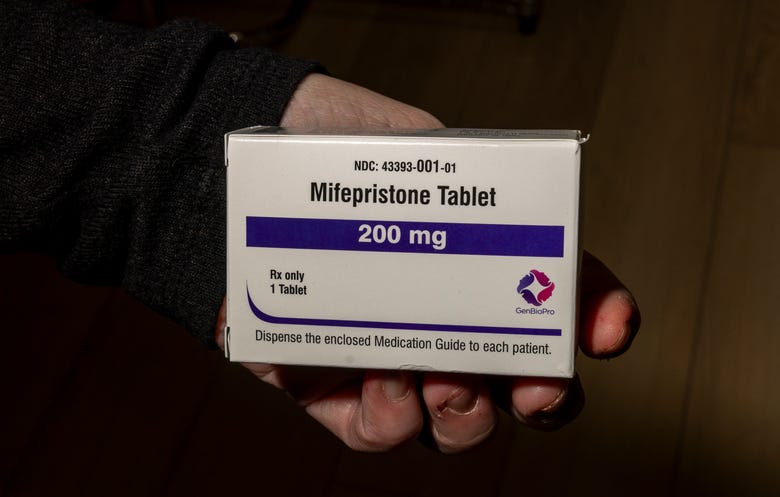 NDC: 43393-001-01
Mifepristone Tablet
200 mg
Rx only
1 Tablet
GenBioPro
Dispense the enclosed Medication Guide to each patient.